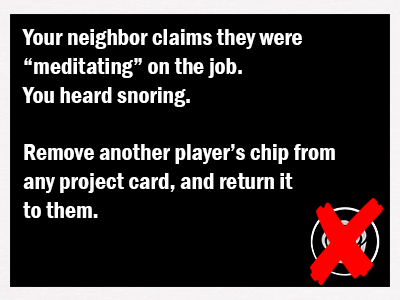 Your neighbor claims they were
“meditating” on the job.
You heard snoring.
Remove another player’s chip from
any project card, and return it
to them.